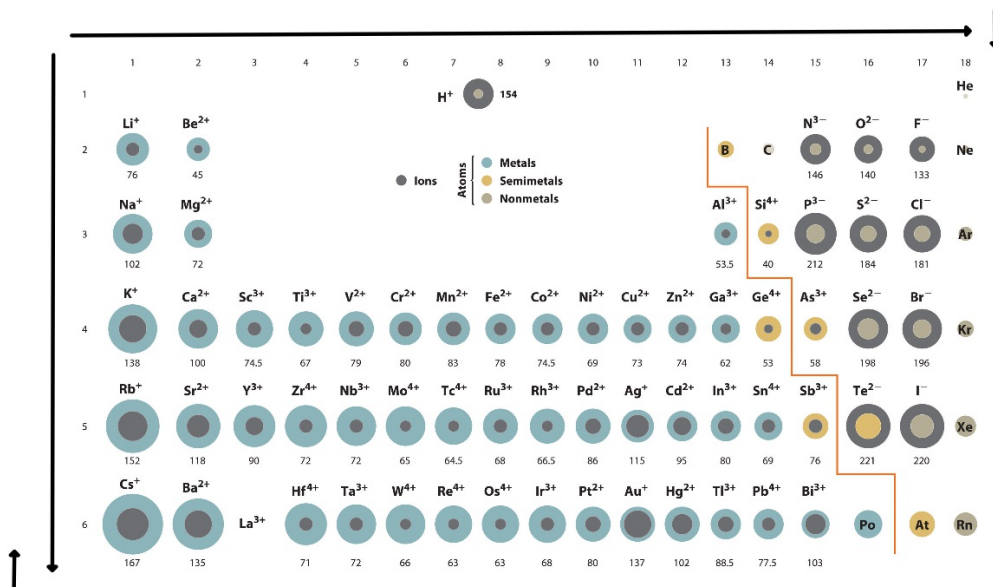 1 2 3 4 5 6 7 8 9 10 11 12 13 14 15 16 17 18
1 H⁺ 154 He
Li⁺ Be²⁺ N³⁻ O²⁻ F⁻
2 B C Ne
76 45 146 140 133
Ions
Atoms
Metals
Semimetals
Nonmetals
Na⁺ Mg²⁺ Al³⁺ Si⁴⁺ P³⁻ S²⁻ Cl⁻
3 Ar
102 72 53.5 40 212 184 181
K⁺ Ca²⁺ Sc³⁺ Ti³⁺ V²⁺ Cr²⁺ Mn²⁺ Fe²⁺ Co²⁺ Ni²⁺ Cu²⁺ Zn²⁺ Ga³⁺ Ge⁴⁺ As³⁺ Se²⁻ Br⁻
4 Kr
138 100 74.5 67 79 80 83 78 74.5 69 73 74 62 53 58 198 196
Rb⁺ Sr²⁺ Y³⁺ Zr⁴⁺ Nb³⁺ Mo⁴⁺ Tc⁴⁺ Ru³⁺ Rh³⁺ Pd²⁺ Ag⁺ Cd²⁺ In³⁺ Sn⁴⁺ Sb³⁺ Te²⁻ I⁻
5 Xe
152 118 90 72 72 65 64.5 68 66.5 86 115 95 80 69 76 221 220
Cs⁺ Ba²⁺ Hf⁴⁺ Ta³⁺ W⁴⁺ Re⁴⁺ Os⁴⁺ Ir³⁺ Pt²⁺ Au⁺ Hg²⁺ Tl³⁺ Pb⁴⁺ Bi³⁺
6 La³⁺ Po At Rn
167 135 71 72 66 63 63 68 80 137 102 88.5 77.5 103